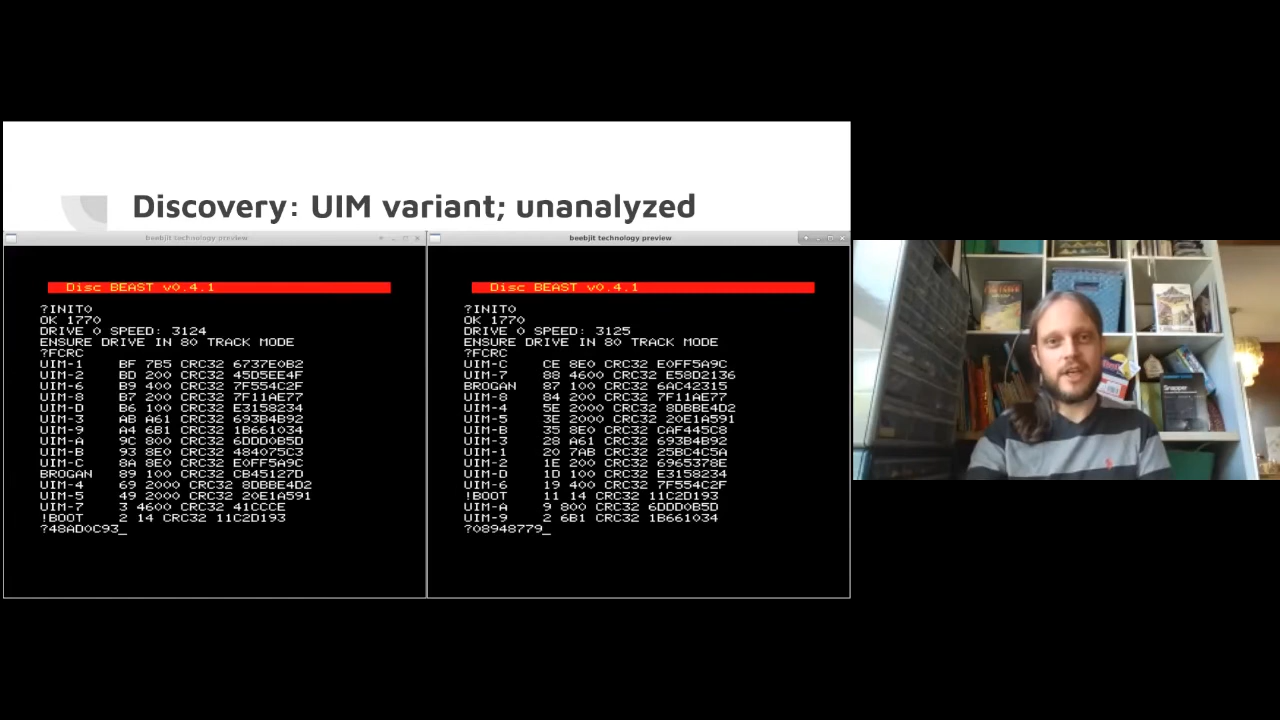 Discovery: UIM variant; unanalyzed
beebjit technology preview
Disc BEAST v0.4.1
?INIT0
OK 1770
DRIVE 0 SPEED: 3124
ENSURE DRIVE IN 80 TRACK MODE
?FCRC
UIM-1 BF 7B5 CRC32 6737E0B2
UIM-2 BD 200 CRC32 45D5EE4F
UIM-6 B9 400 CRC32 7F554C2F
UIM-8 B7 200 CRC32 7F11AE77
UIM-D B6 100 CRC32 E3158234
UIM-3 AB A61 CRC32 693B4B92
UIM-9 A4 6B1 CRC32 1B661034
UIM-A 9C 800 CRC32 6DDD0B5D
UIM-B 93 8E0 CRC32 484075C3
UIM-C 8A 8E0 CRC32 E0FF5A9C
BROGAN 89 100 CRC32 CB45127D
UIM-4 69 2000 CRC32 8DBBE4D2
UIM-5 49 2000 CRC32 20E1A591
UIM-7 3 4600 CRC32 41CCCE
!BOOT 2 14 CRC32 11C2D193
?48AD0C93_
beebjit technology preview
Disc BEAST v0.4.1
?INIT0
OK 1770
DRIVE 0 SPEED: 3125
ENSURE DRIVE IN 80 TRACK MODE
?FCRC
UIM-C CE 8E0 CRC32 E0FF5A9C
UIM-7 88 4600 CRC32 E58D2136
BROGAN 87 100 CRC32 6AC42315
UIM-8 84 200 CRC32 7F11AE77
UIM-4 5E 2000 CRC32 8DBBE4D2
UIM-5 3E 2000 CRC32 20E1A591
UIM-B 35 8E0 CRC32 CAF445C8
UIM-3 28 A61 CRC32 693B4B92
UIM-1 20 7AB CRC32 25BC4C5A
UIM-2 1E 200 CRC32 6965378E
UIM-D 1D 100 CRC32 E3158234
UIM-6 19 400 CRC32 7F554C2F
!BOOT 11 14 CRC32 11C2D193
UIM-A 9 800 CRC32 6DDD0B5D
UIM-9 2 6B1 CRC32 1B661034
?08948779_
Snapper